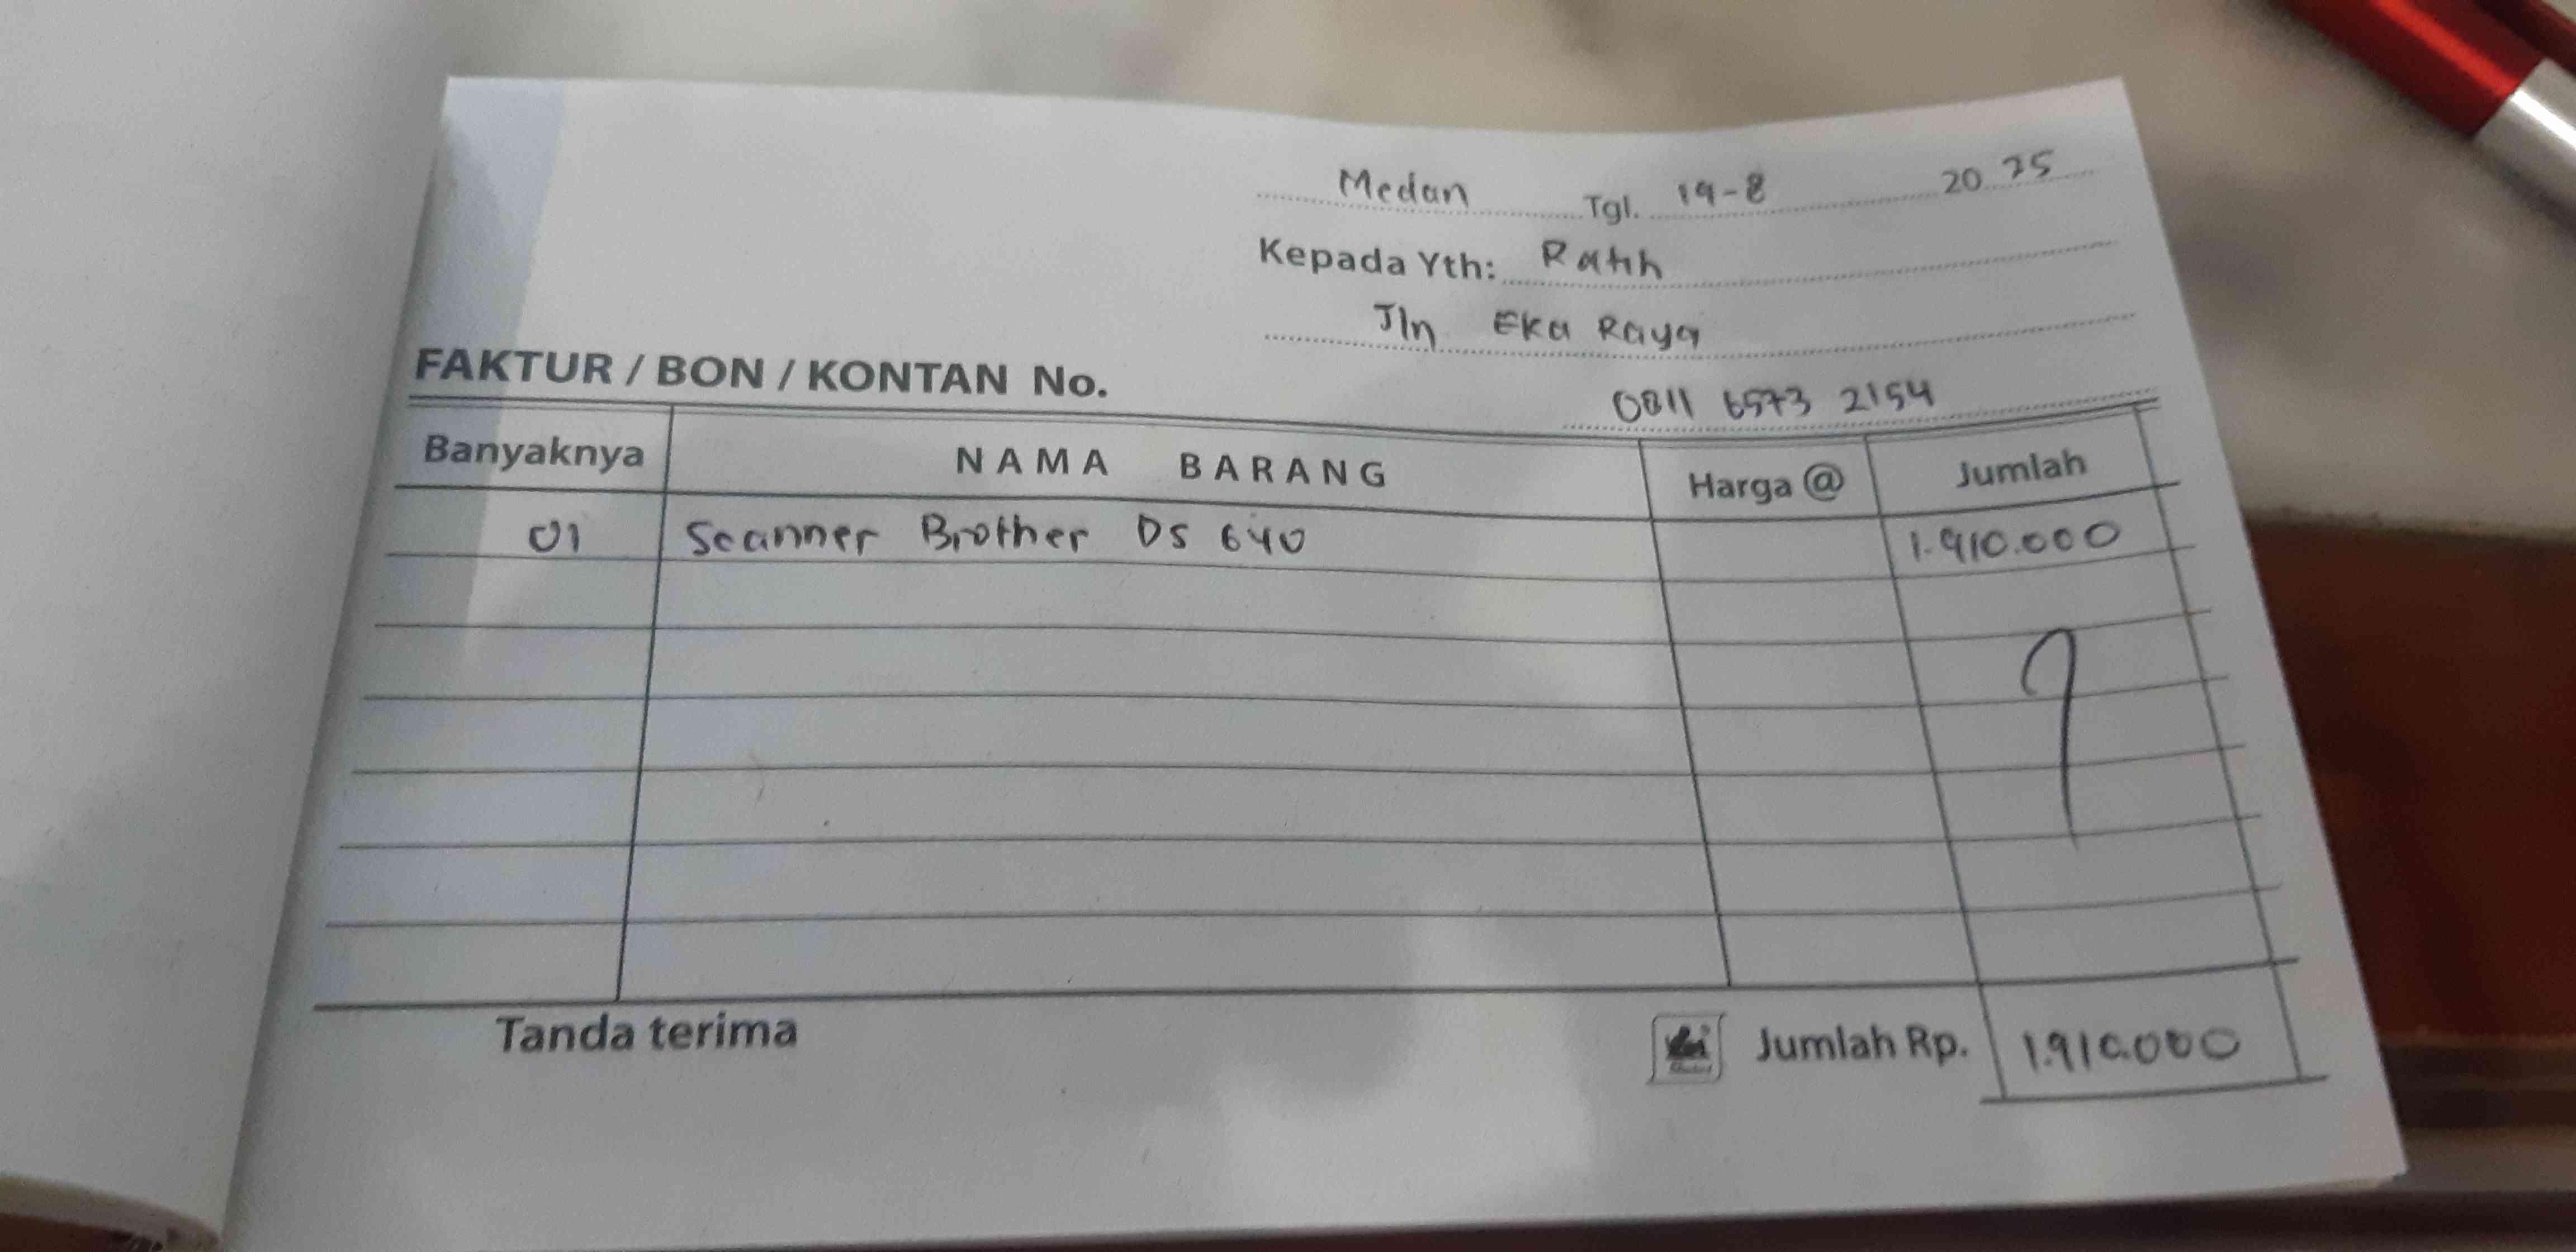 Medan Tgl. 19-8 20 25
Kepada Yth: Ratih
Jln Eka Raya
FAKTUR / BON / KONTAN No.
0811 6573 2154
Banyaknya NAMA BARANG Harga @ Jumlah
01 Scanner Brother DS 640 1.910.000
Tanda terima Jumlah Rp. 1.910.000